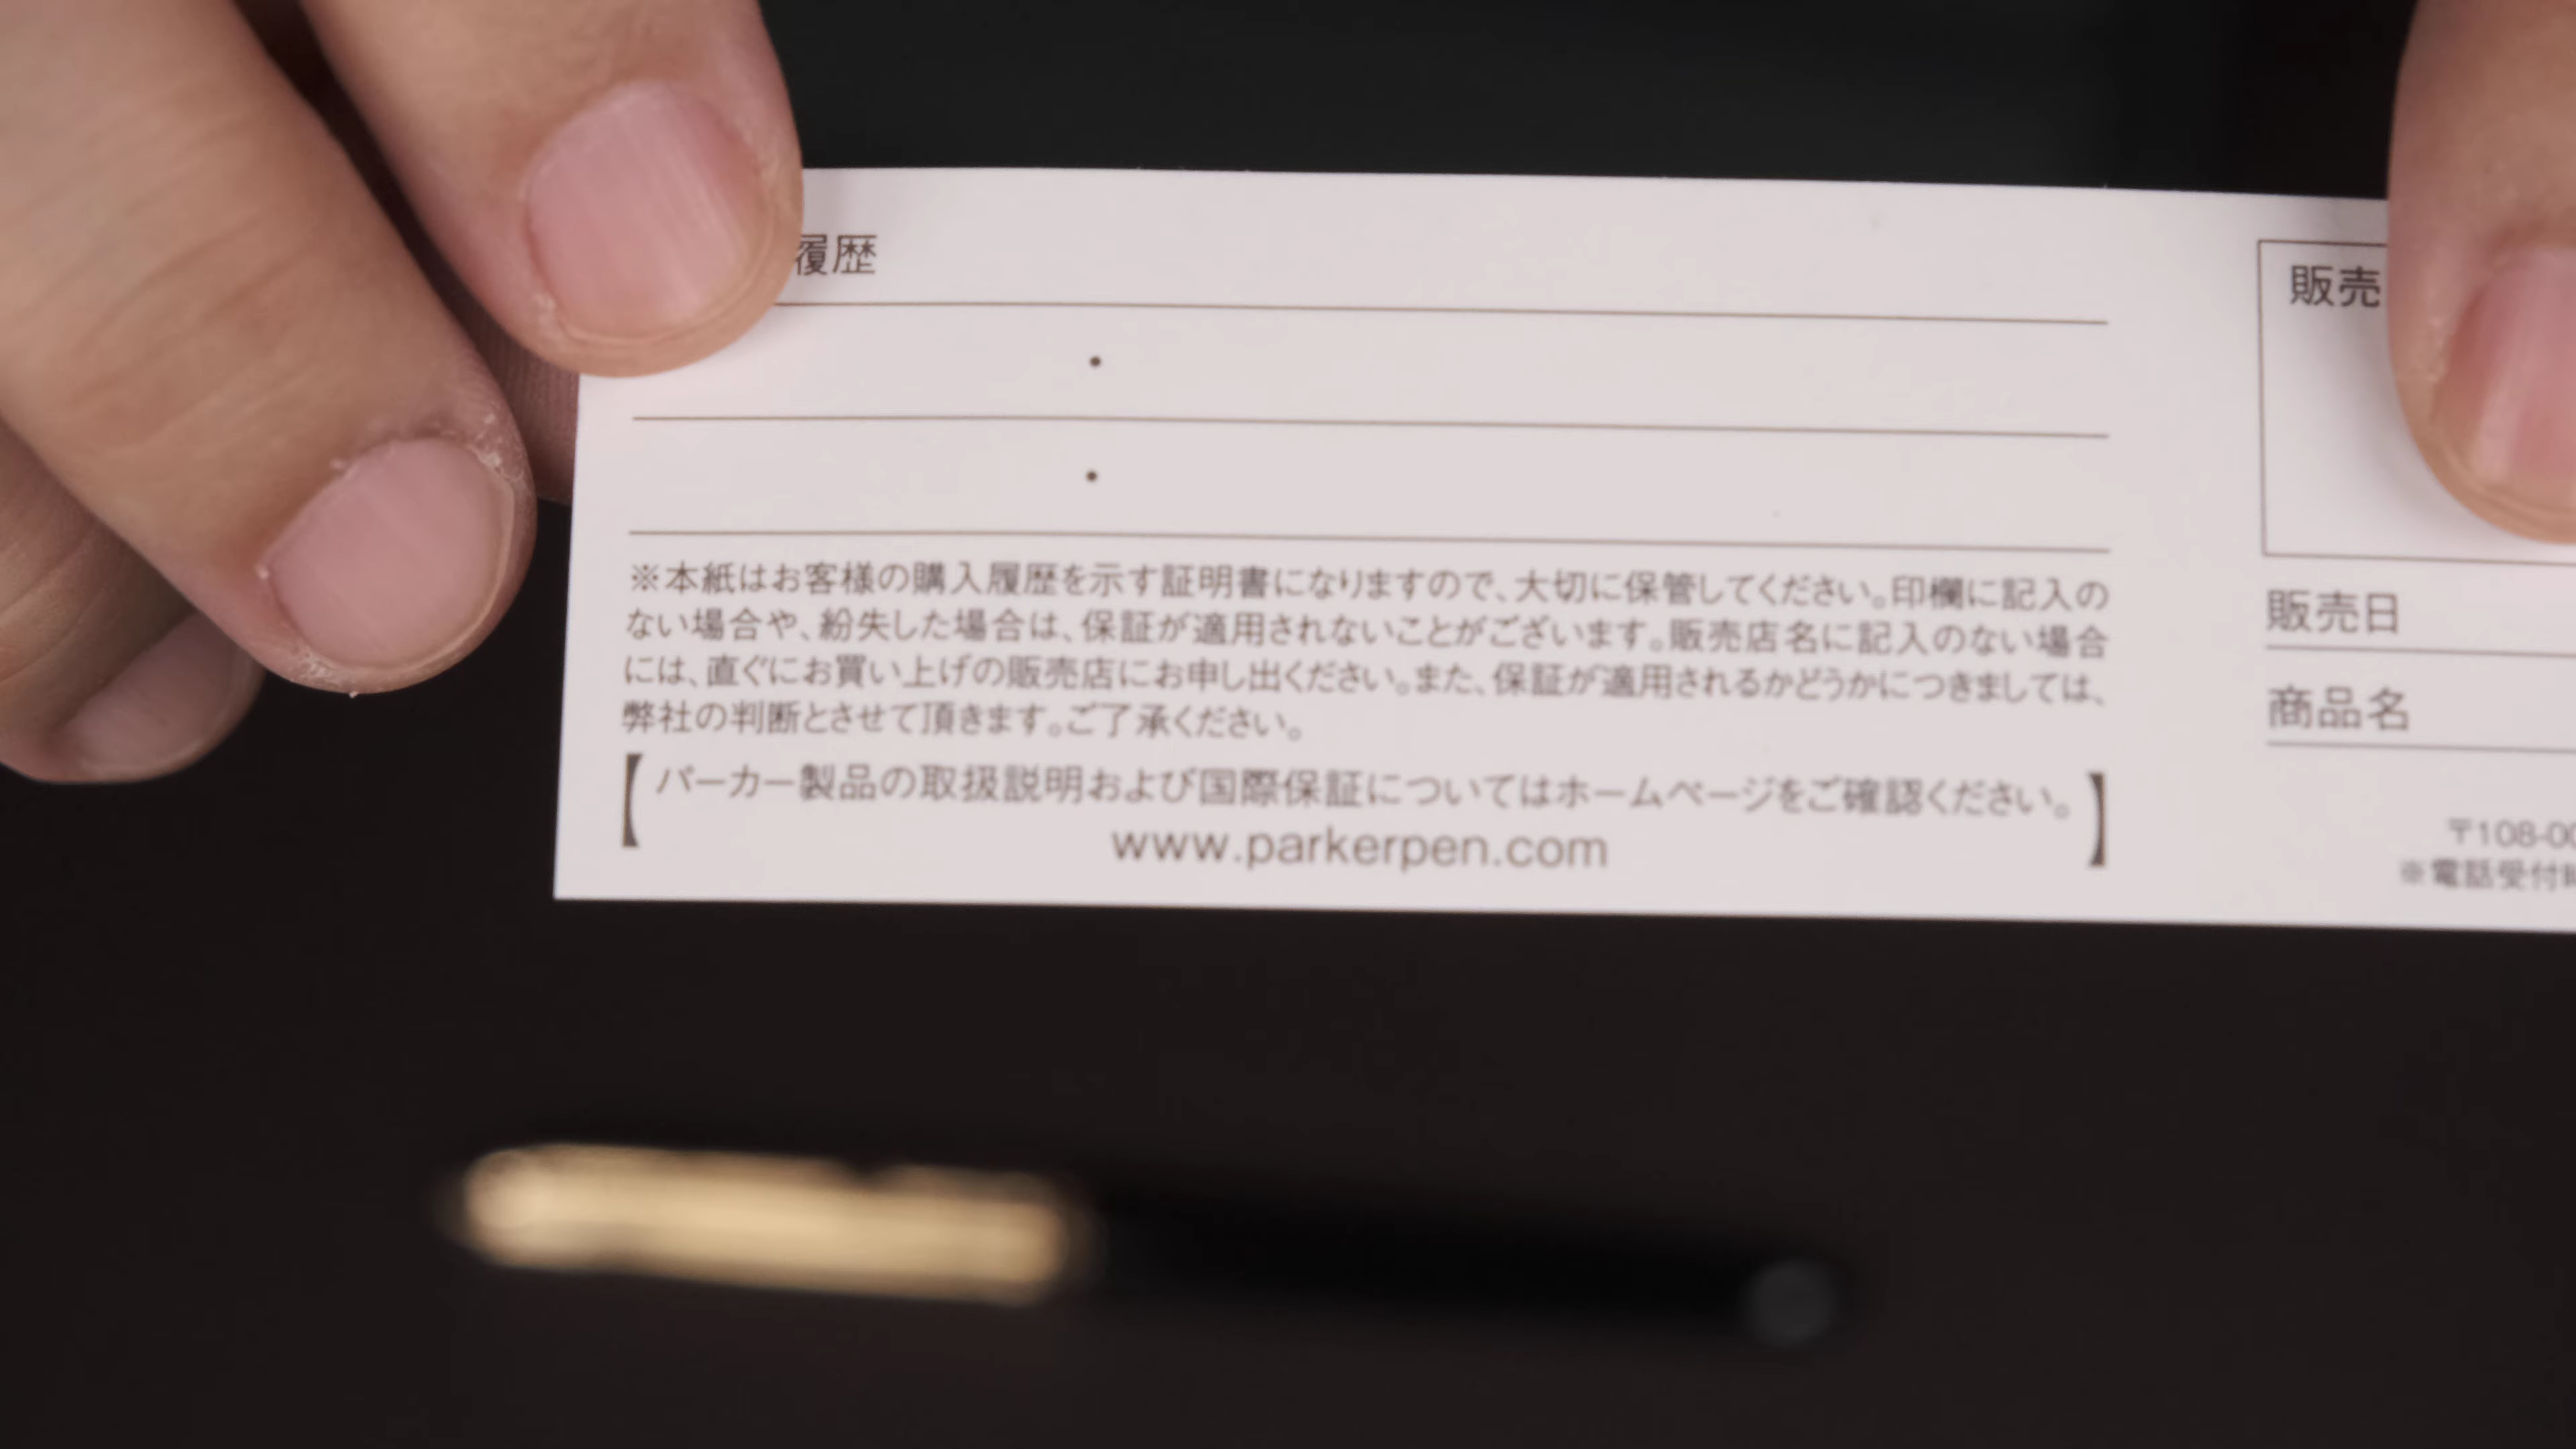 履歴
・
・
※本紙はお客様の購入履歴を示す証明書になりますので、大切に保管してください。印欄に記入の
ない場合や、紛失した場合は、保証が適用されないことがございます。販売店名に記入のない場合
には、直ぐにお買い上げの販売店にお申し出ください。また、保証が適用されるかどうかにつきましては、
弊社の判断とさせて頂きます。ご了承ください。
【パーカー製品の取扱説明および国際保証についてはホームページをご確認ください。
www.parkerpen.com】
販売
販売日
商品名
〒108-00
※電話受付時